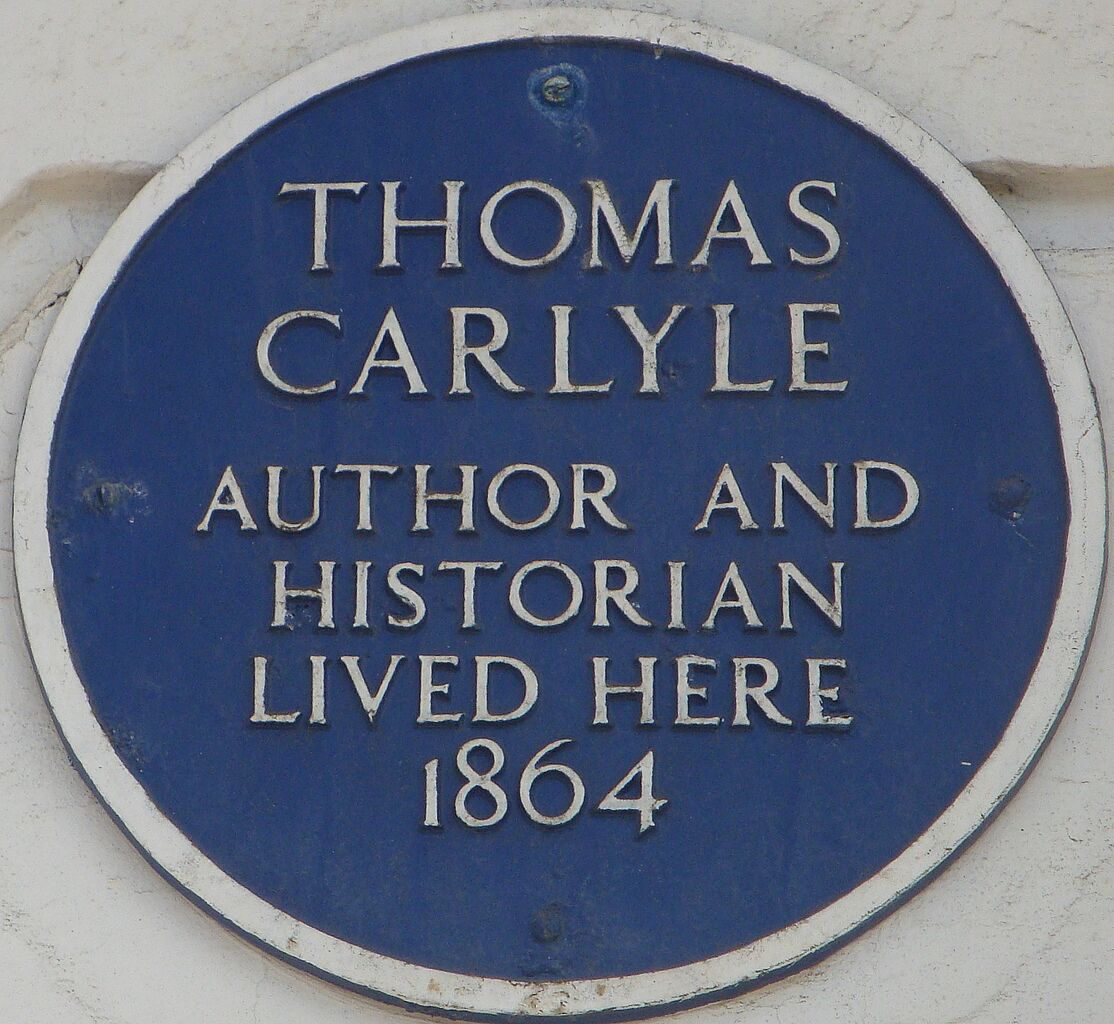 THOMAS
CARLYLE
AUTHOR AND
HISTORIAN
LIVED HERE
1864